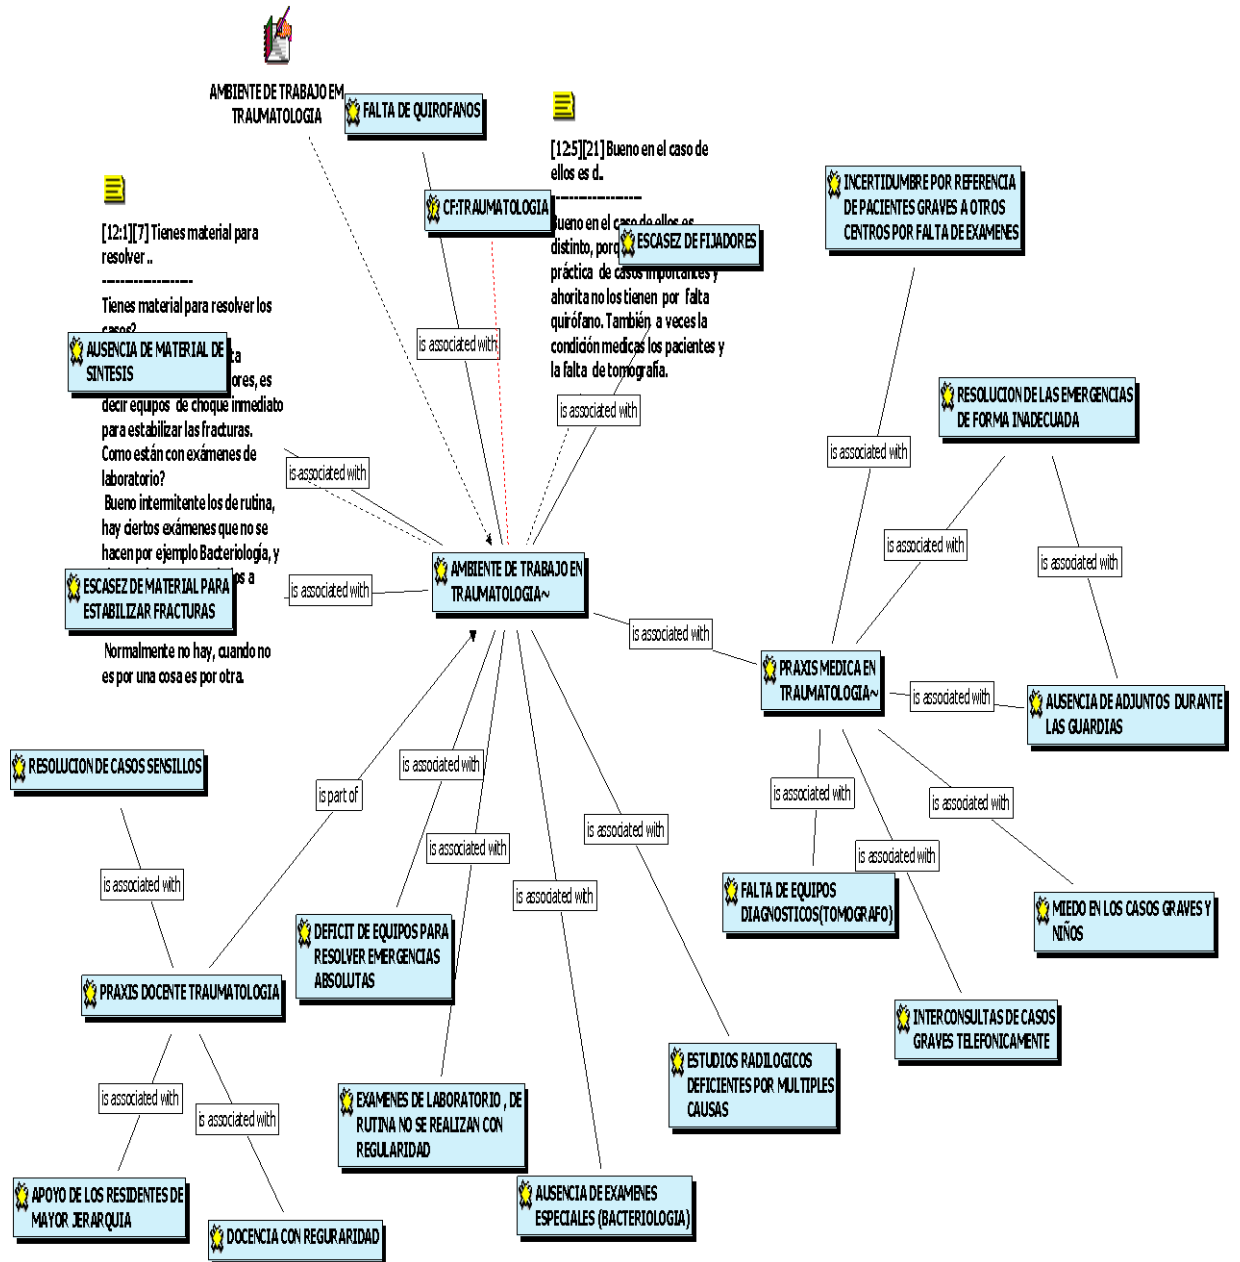 AMBIENTE DE TRABAJO EM
TRAUMATOLOGIA
FALTA DE QUIROFANOS
[12:5][21] Bueno en el caso de
ellos es d..
--------------------
CF:TRAUMATOLOGIA
Bueno en el caso de ellos es
distinto,
práctica de casos importantes y
ahorita no los tienen por falta
quirófano. También a veces la
condición medicas los pacientes y
la falta de tomografía.
ESCASEZ DE FIJADORES
INCERTIDUMBRE POR REFERENCIA
DE PACIENTES GRAVES A OTROS
CENTROS POR FALTA DE EXAMENES
[12:1][7] Tienes material para
resolver ..
--------------------
Tienes material para resolver los
casos?
decir equipos de choque inmediato
para estabilizar las fracturas.
Como están con exámenes de
laboratorio?
Bueno intermitente los de rutina,
hay ciertos exámenes que no se
hacen por ejemplo Bacteriología, y
Normalmente no hay, cuando no
es por una cosa es por otra.
AUSENCIA DE MATERIAL DE
SINTESIS
is associated with
is associated with
RESOLUCION DE LAS EMERGENCIAS
DE FORMA INADECUADA
is associated with
is associated with
is associated with
is associated with
AMBIENTE DE TRABAJO EN
TRAUMATOLOGIA~
ESCASEZ DE MATERIAL PARA
ESTABILIZAR FRACTURAS
is associated with
is associated with
PRAXIS MEDICA EN
TRAUMATOLOGIA~
is associated with
AUSENCIA DE ADJUNTOS DURANTE
LAS GUARDIAS
RESOLUCION DE CASOS SENSILLOS
is part of
is associated with
is associated with
is associated with
is associated with
is associated with
is associated with
is associated with
is associated with
FALTA DE EQUIPOS
DIAGNOSTICOS(TOMOGRAFO)
MIEDO EN LOS CASOS GRAVES Y
NIÑOS
DEFICIT DE EQUIPOS PARA
RESOLVER EMERGENCIAS
ABSOLUTAS
PRAXIS DOCENTE TRAUMATOLOGIA
INTERCONSULTAS DE CASOS
GRAVES TELEFONICAMENTE
ESTUDIOS RADILOGICOS
DEFICIENTES POR MULTIPLES
CAUSAS
is associated with
is associated with
EXAMENES DE LABORATORIO , DE
RUTINA NO SE REALIZAN CON
REGULARIDAD
APOYO DE LOS RESIDENTES DE
MAYOR JERARQUIA
DOCENCIA CON REGURARIDAD
AUSENCIA DE EXAMENES
ESPECIALES (BACTERIOLOGIA)